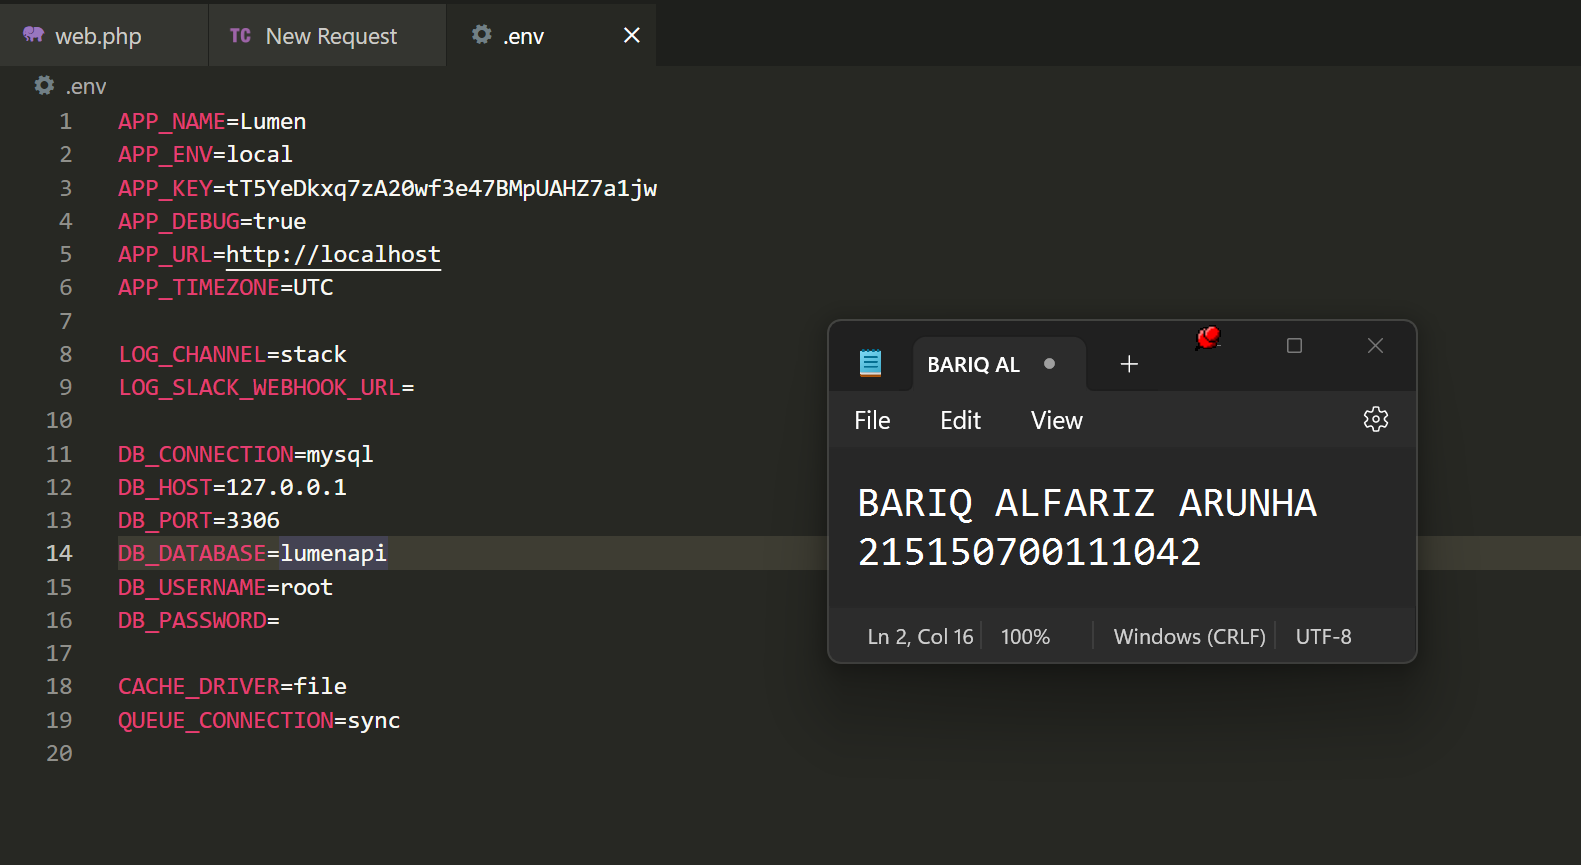 web.php
TC New Request
.env
.env
1 APP_NAME=Lumen
2 APP_ENV=local
3 APP_KEY=tT5YeDkxq7zA20wf3e47BMpUAHZ7a1jw
4 APP_DEBUG=true
5 APP_URL=http://localhost
6 APP_TIMEZONE=UTC
7
8 LOG_CHANNEL=stack
9 LOG_SLACK_WEBHOOK_URL=
10
11 DB_CONNECTION=mysql
12 DB_HOST=127.0.0.1
13 DB_PORT=3306
14 DB_DATABASE=lumenapi
15 DB_USERNAME=root
16 DB_PASSWORD=
17
18 CACHE_DRIVER=file
19 QUEUE_CONNECTION=sync
20
BARIQ AL
File Edit View
BARIQ ALFARIZ ARUNHA
215150700111042
Ln 2, Col 16 100% Windows (CRLF) UTF-8